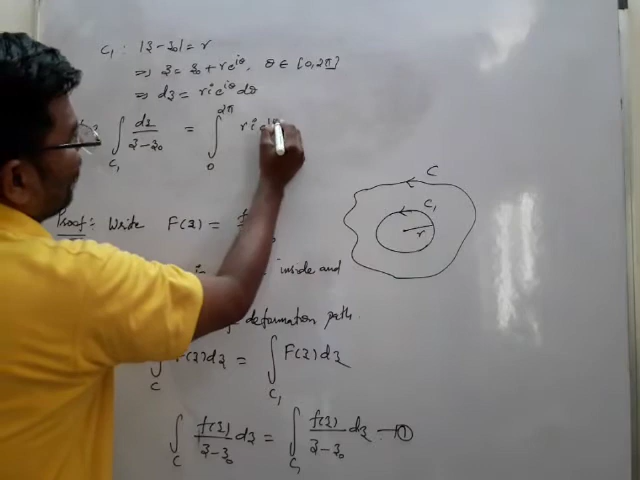 C₁ : |z - z₀| = r
⇒ z = z₀ + re^{iθ}, θ ∈ [0, 2π]
⇒ dz = rie^{iθ} dθ
∫_{C₁} dz/(z - z₀) = ∫₀^{2π} rie^{iθ}
Proof: Write F(z) =
inside and
deformation path.
∫_C F(z)dz = ∫_{C₁} F(z)dz
∫_C f(z)/(z - z₀) dz = ∫_{C₁} f(z)/(z - z₀) dz → ①
C
C₁
r